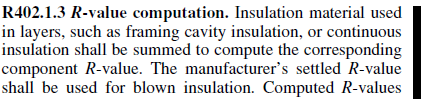 R402.1.3 R-value computation. Insulation material used
in layers, such as framing cavity insulation, or continuous
insulation shall be summed to compute the corresponding
component R-value. The manufacturer's settled R-value
shall be used for blown insulation. Computed R-values